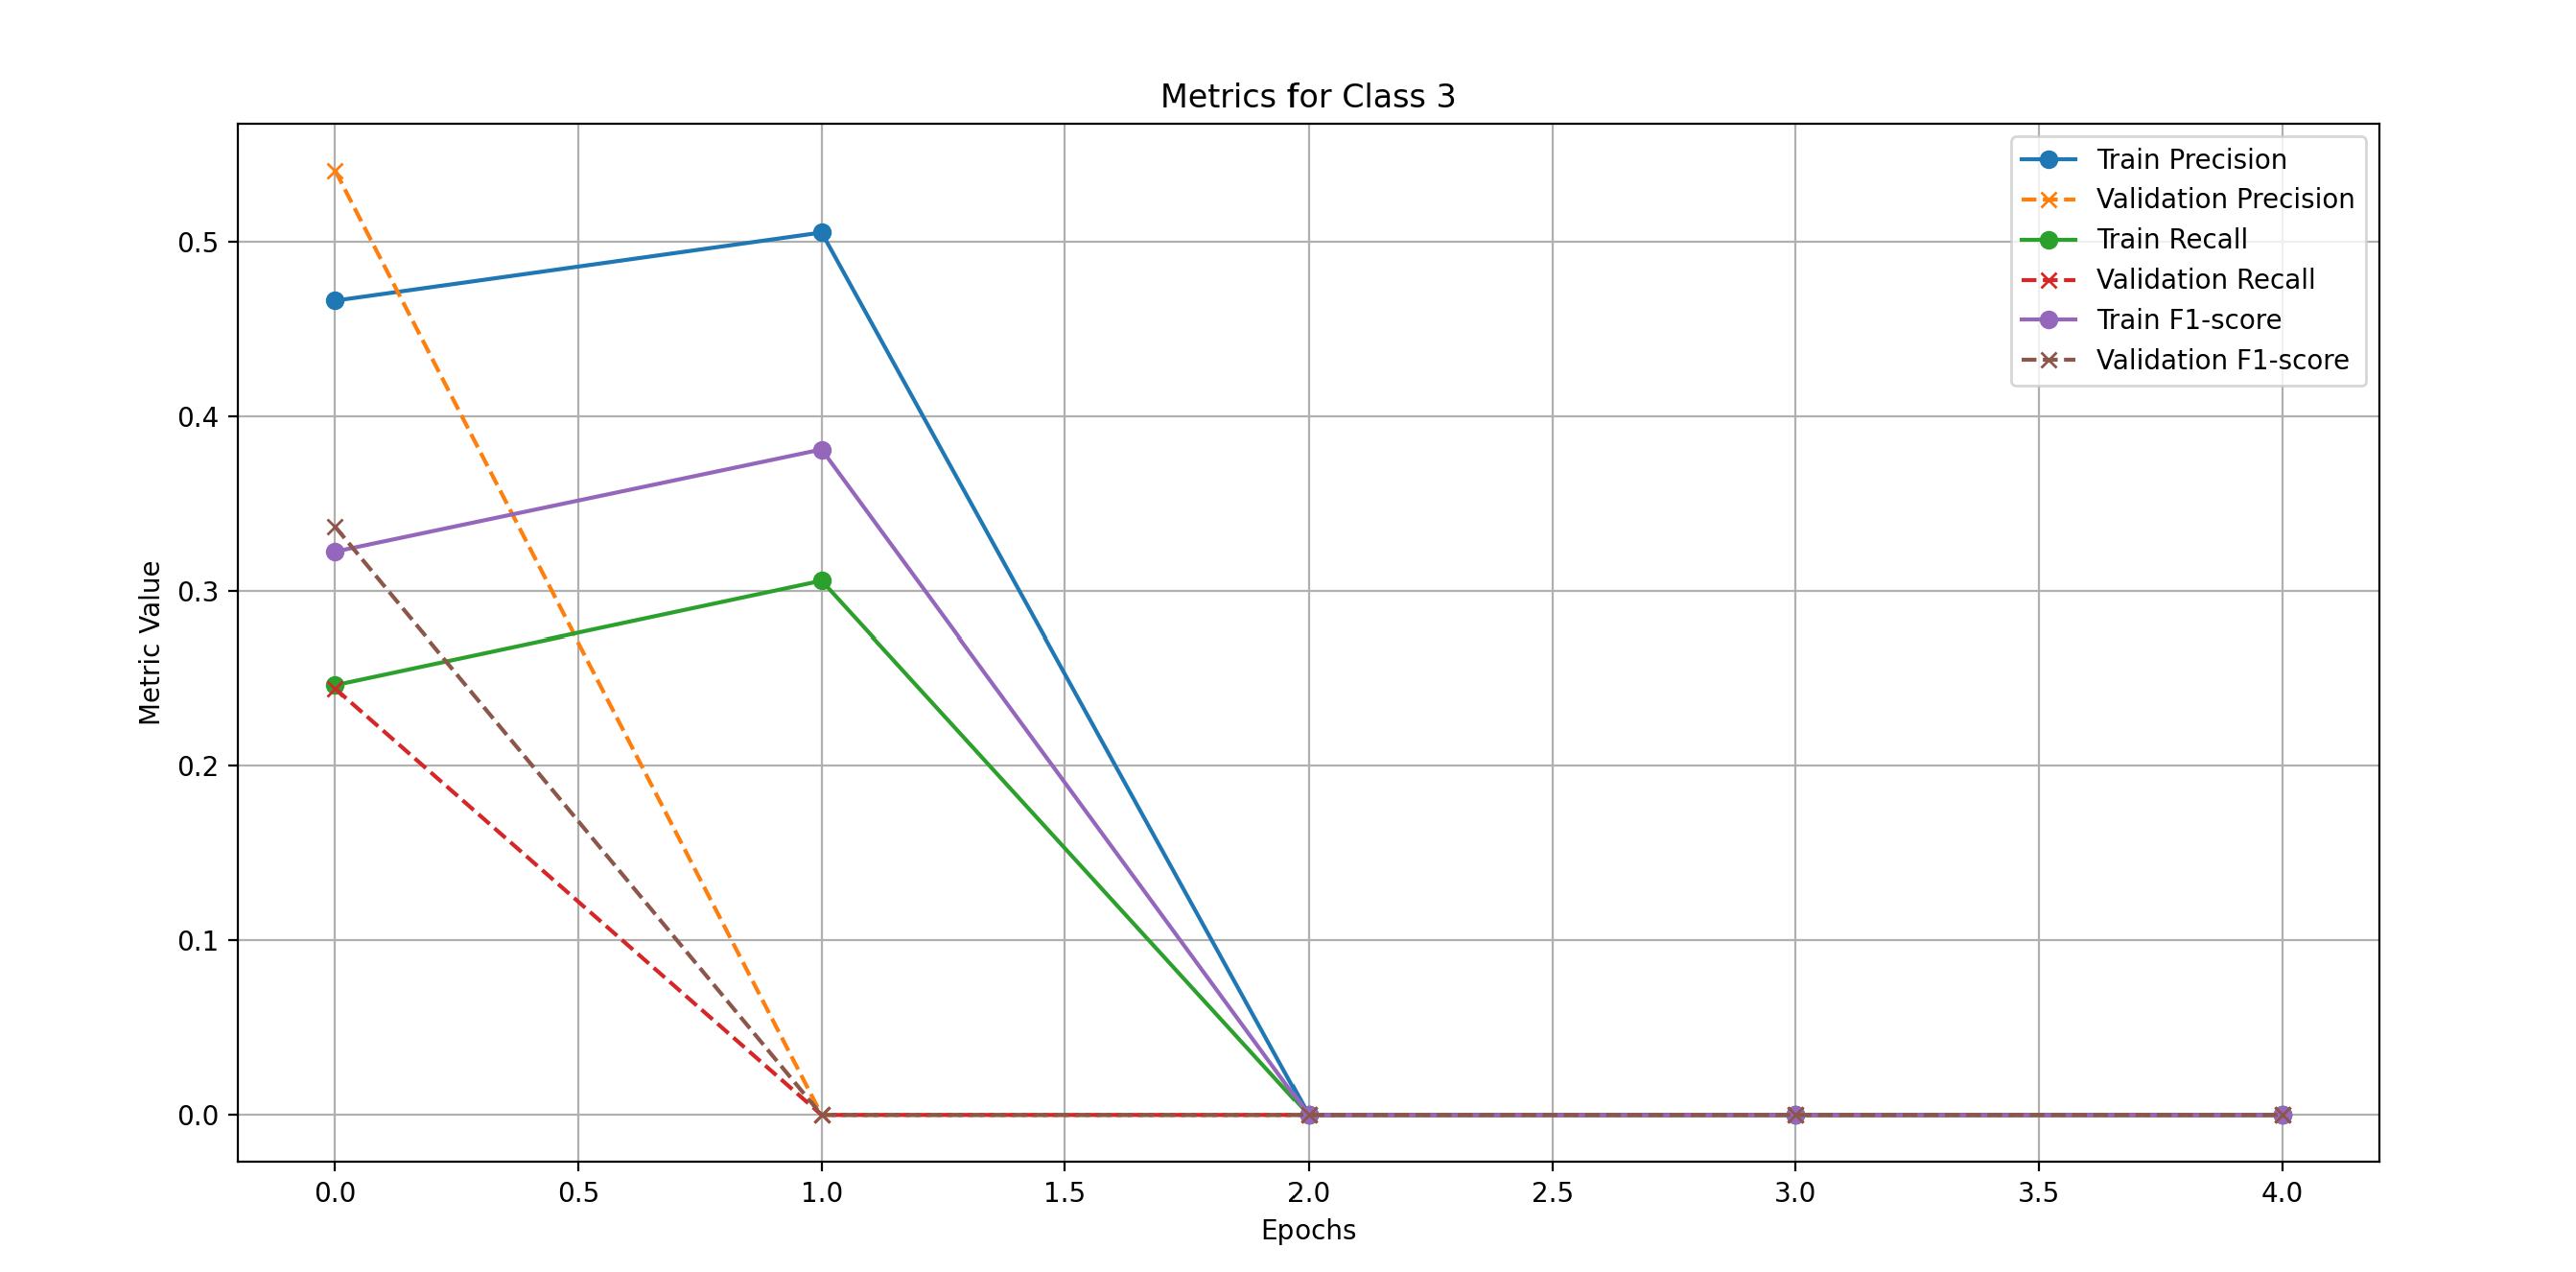 Metrics for Class 3
Train Precision
Validation Precision
Train Recall
Validation Recall
Train F1-score
Validation F1-score
Metric Value
0.5
0.4
0.3
0.2
0.1
0.0
0.0 0.5 1.0 1.5 2.0 2.5 3.0 3.5 4.0
Epochs